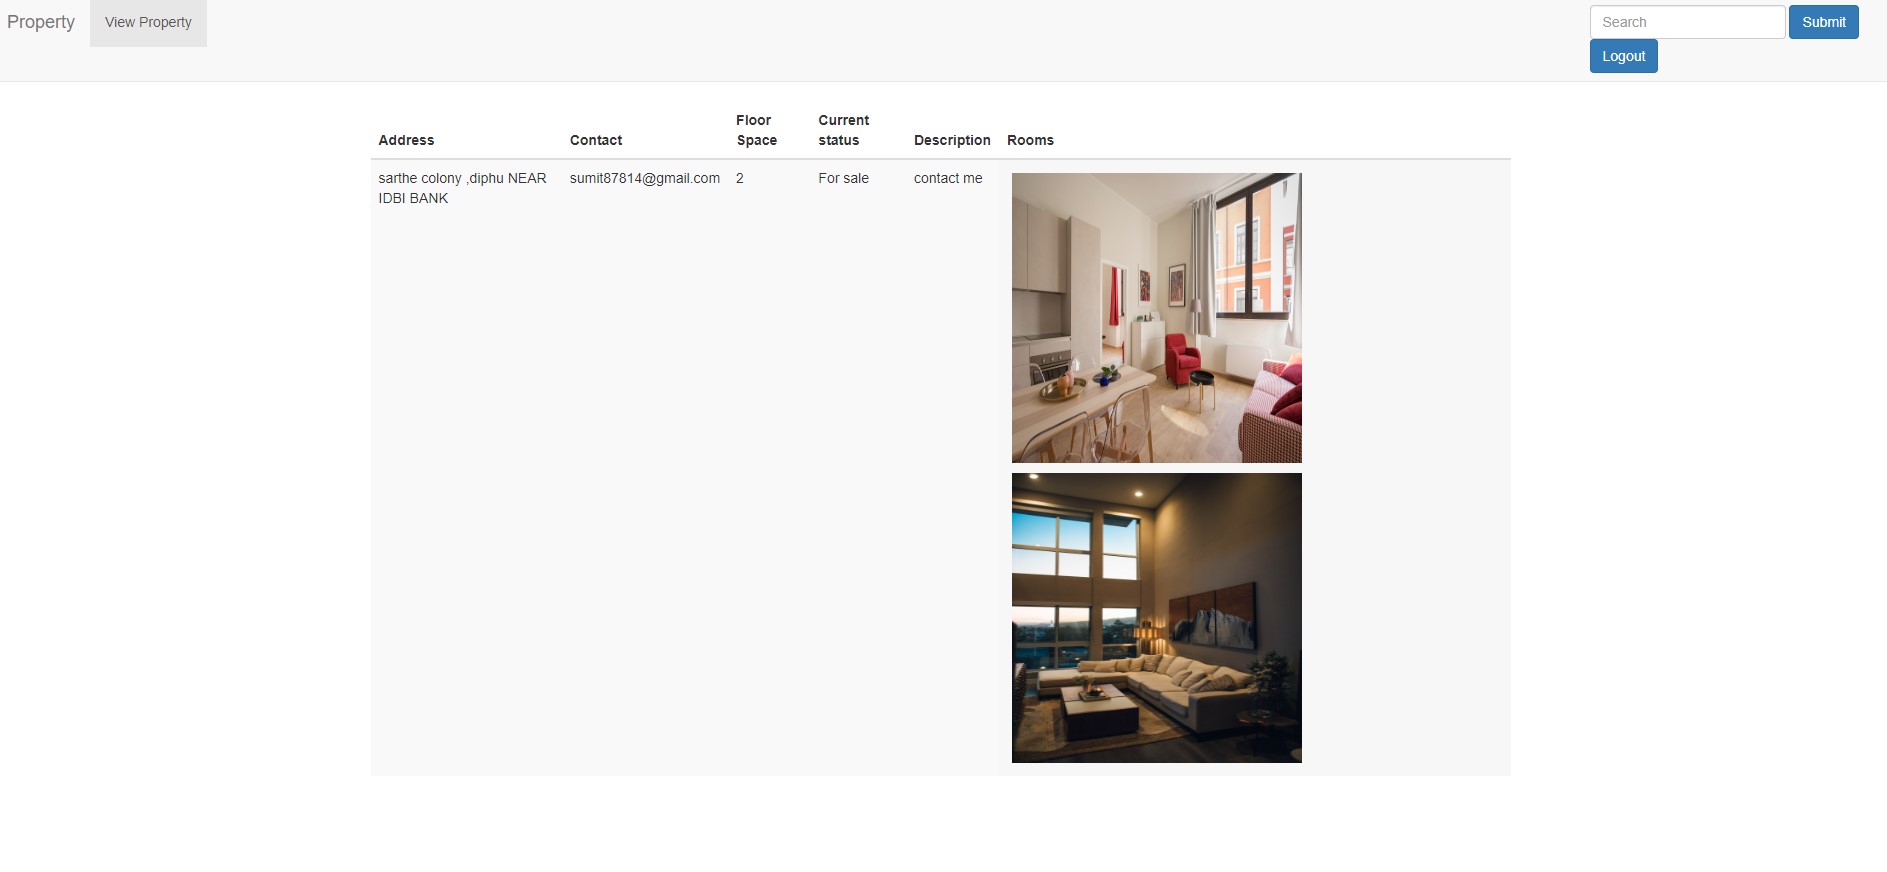 Property
View Property
Search
Submit
Logout
Address
Contact
Floor
Space
Current
status
Description
Rooms
sarthe colony ,diphu NEAR
IDBI BANK
sumit87814@gmail.com
2
For sale
contact me